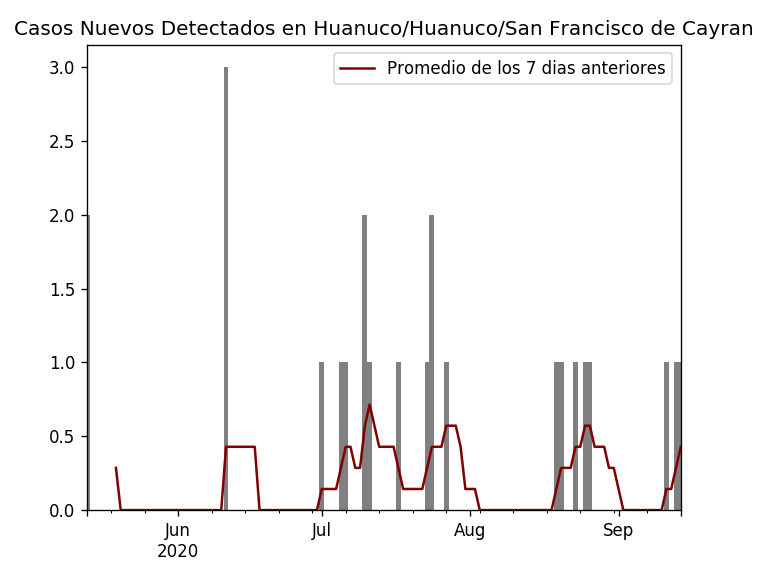 Casos Nuevos Detectados en Huanuco/Huanuco/San Francisco de Cayran
Promedio de los 7 dias anteriores
3.0
2.5
2.0
1.5
1.0
0.5
0.0
Jun Jul Aug Sep
2020